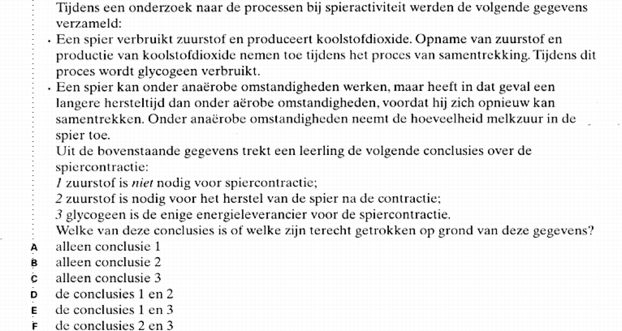 Tijdens een onderzoek naar de processen bij spieractiviteit werden de volgende gegevens
verzameld:
· Een spier verbruikt zuurstof en produceert koolstofdioxide. Opname van zuurstof en
productie van koolstofdioxide nemen toe tijdens het proces van samentrekking. Tijdens dit
proces wordt glycogeen verbruikt.
· Een spier kan onder anaërobe omstandigheden werken, maar heeft in dat geval een
langere hersteltijd dan onder aërobe omstandigheden, voordat hij zich opnieuw kan
samentrekken. Onder anaërobe omstandigheden neemt de hoeveelheid melkzuur in de
spier toe.
Uit de bovenstaande gegevens trekt een leerling de volgende conclusies over de
spiercontractie:
1 zuurstof is niet nodig voor spiercontractie;
2 zuurstof is nodig voor het herstel van de spier na de contractie;
3 glycogeen is de enige energieleverancier voor de spiercontractie.
Welke van deze conclusies is of welke zijn terecht getrokken op grond van deze gegevens?
A alleen conclusie 1
B alleen conclusie 2
C alleen conclusie 3
D de conclusies 1 en 2
E de conclusies 1 en 3
F de conclusies 2 en 3